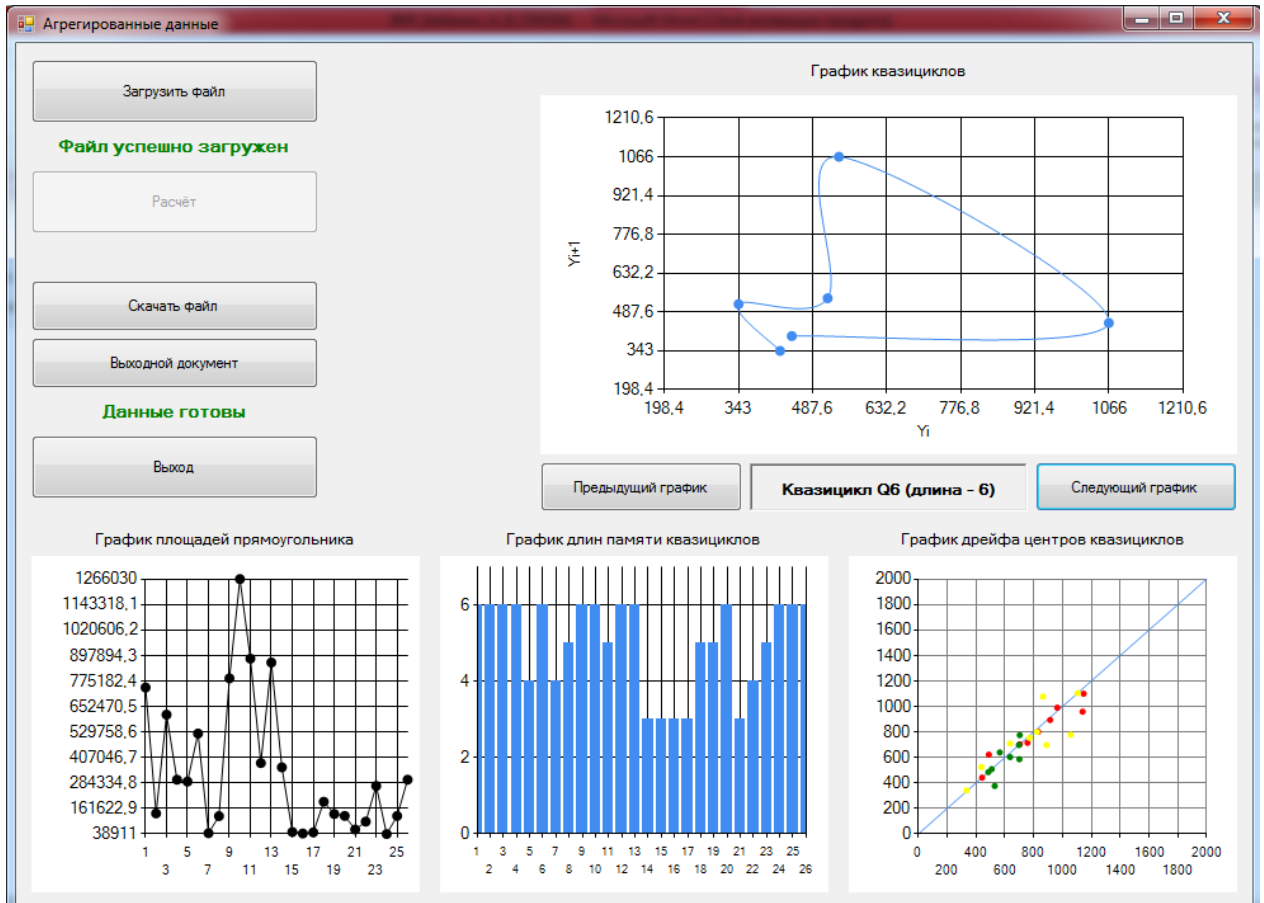 Агрегированные данные
Загрузить файл
Файл успешно загружен
Расчёт
Скачать файл
Выходной документ
Данные готовы
Выход
График квазициклов
1210,6
1066
921,4
776,8
632,2
487,6
343
198,4
Yi+1
198,4 343 487,6 632,2 776,8 921,4 1066 1210,6
Yi
Предыдущий график
Квазицикл Q6 (длина - 6)
Следующий график
График площадей прямоугольника
1266030
1143318,1
1020606,2
897894,3
775182,4
652470,5
529758,6
407046,7
284334,8
161622,9
38911
1 5 9 13 17 21 25
3 7 11 15 19 23
График длин памяти квазициклов
6
4
2
0
1 3 5 7 9 11 13 15 17 19 21 23 25
2 4 6 8 10 12 14 16 18 20 22 24 26
График дрейфа центров квазициклов
2000
1800
1600
1400
1200
1000
800
600
400
200
0
0 400 800 1200 1600 2000
200 600 1000 1400 1800